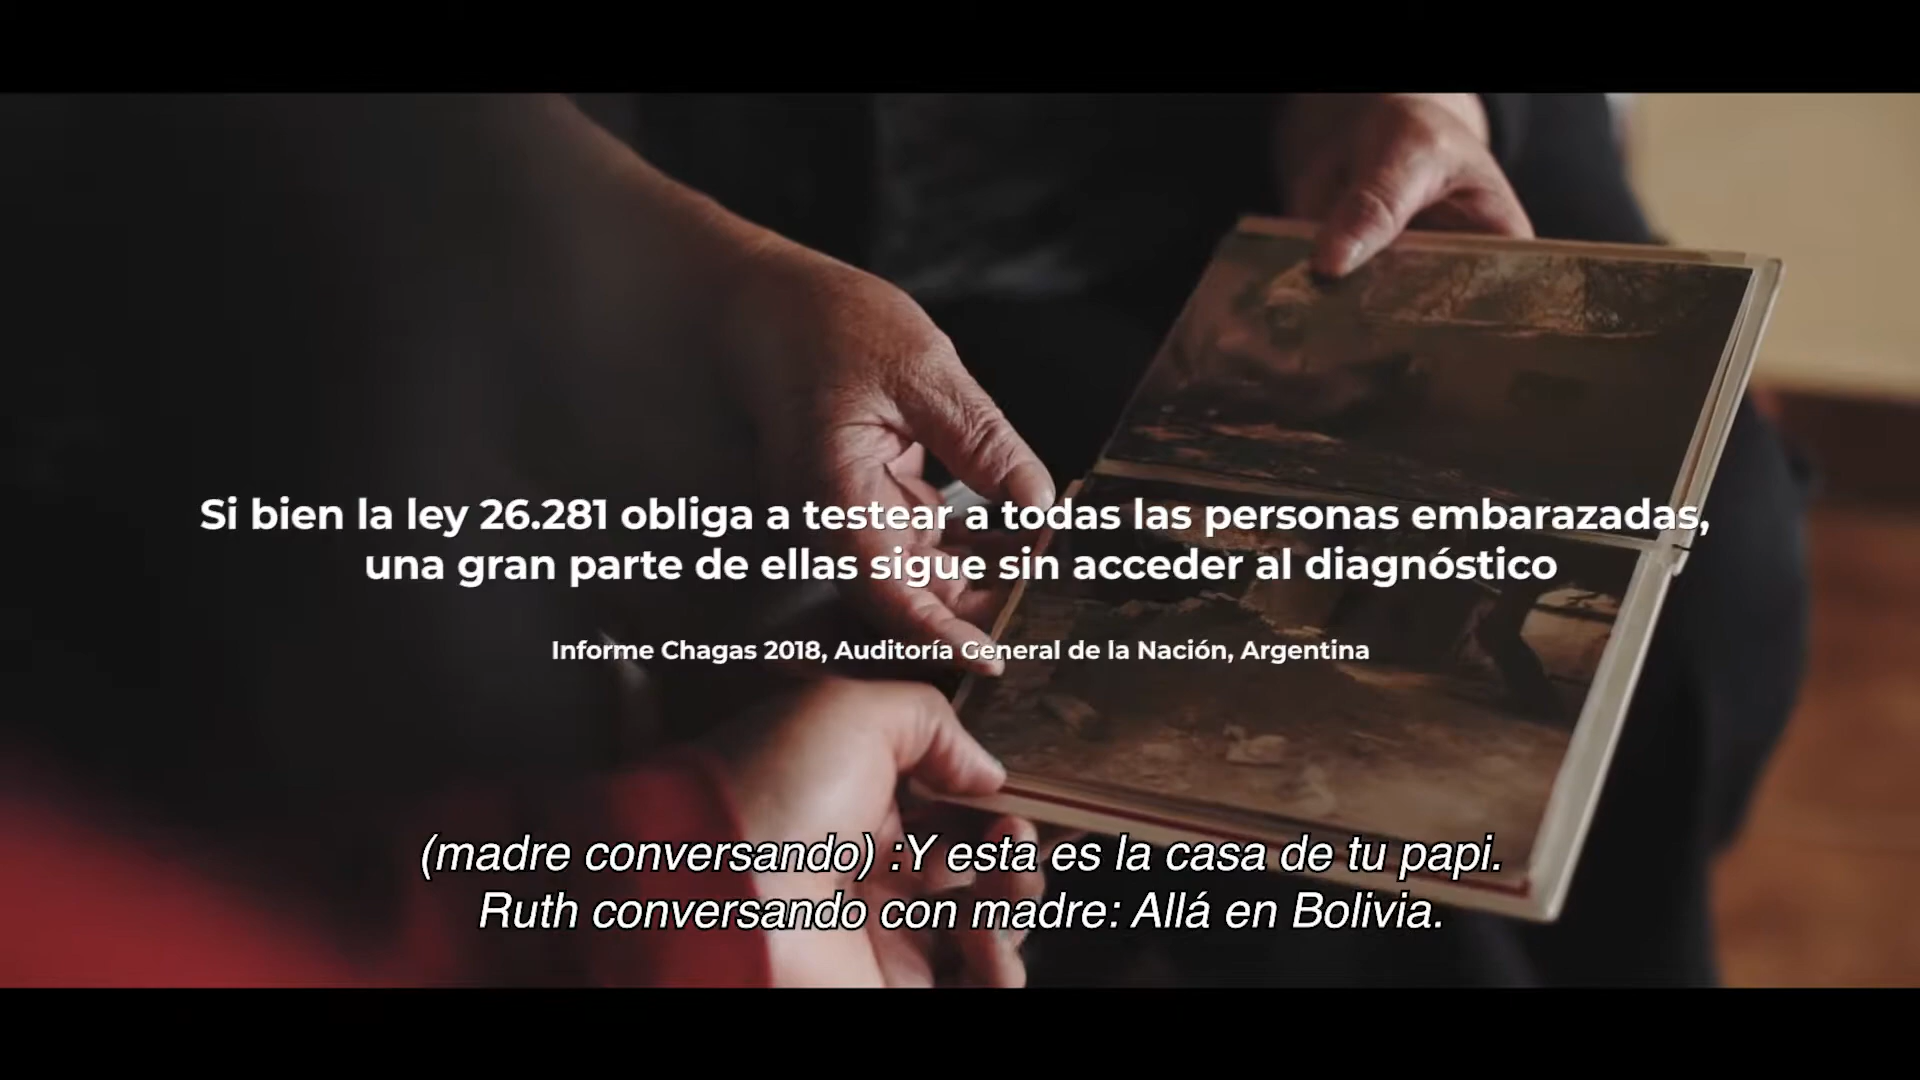 Si bien la ley 26.281 obliga a testear a todas las personas embarazadas,
una gran parte de ellas sigue sin acceder al diagnóstico
Informe Chagas 2018, Auditoría General de la Nación, Argentina
(madre conversando) :Y esta es la casa de tu papi.
Ruth conversando con madre: Allá en Bolivia.